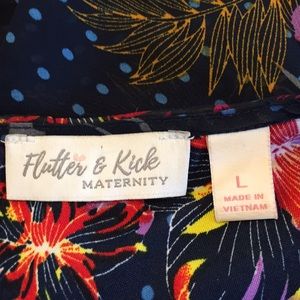 Flutter & Kick
MATERNITY
L
MADE IN
VIETNAM